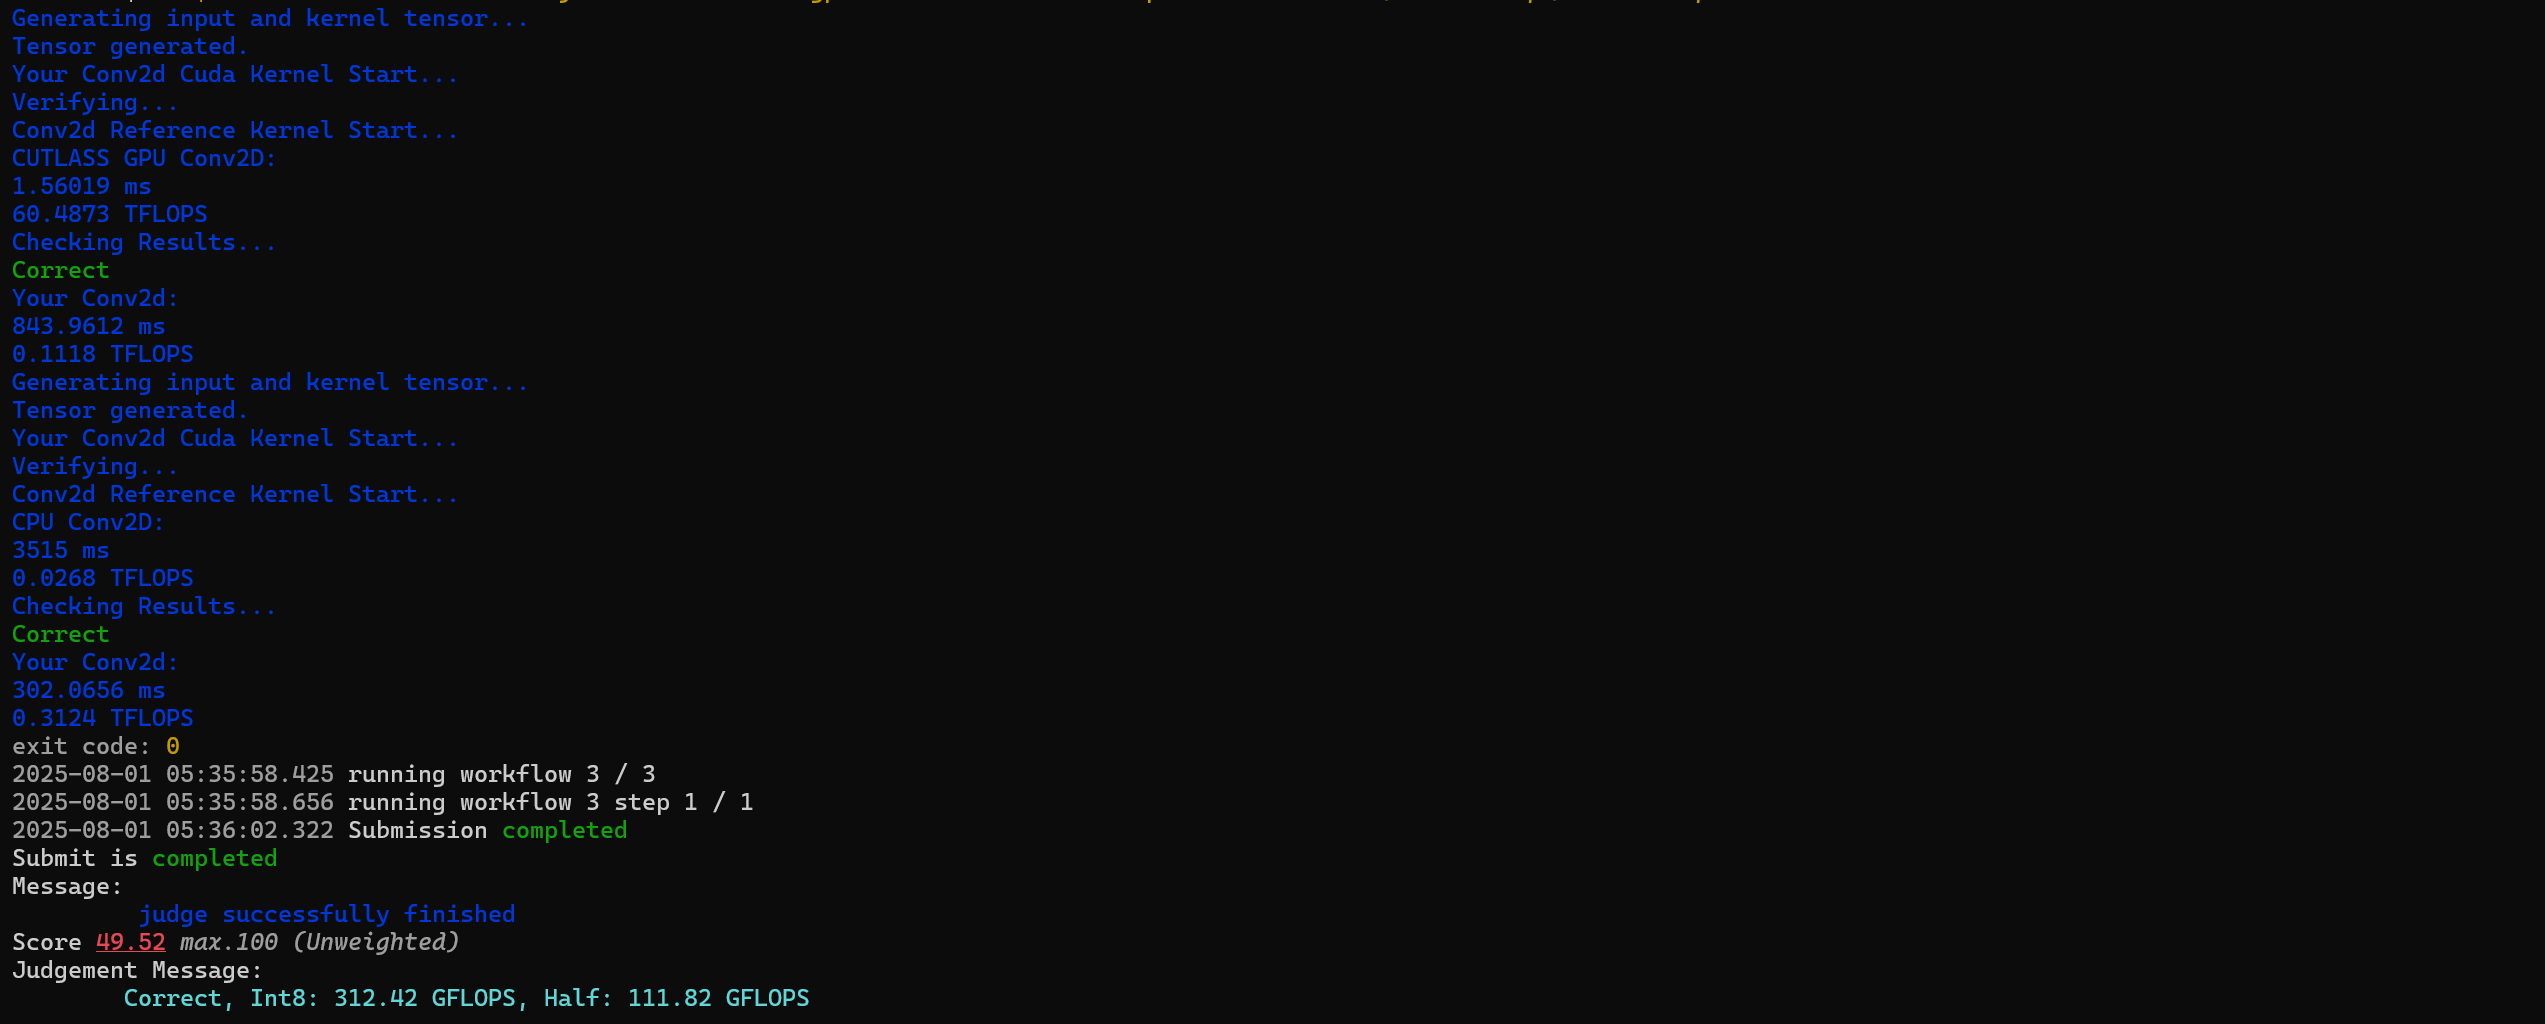 Generating input and kernel tensor...
Tensor generated.
Your Conv2d Cuda Kernel Start...
Verifying...
Conv2d Reference Kernel Start...
CUTLASS GPU Conv2D:
1.56019 ms
60.4873 TFLOPS
Checking Results...
Correct
Your Conv2d:
843.9612 ms
0.1118 TFLOPS
Generating input and kernel tensor...
Tensor generated.
Your Conv2d Cuda Kernel Start...
Verifying...
Conv2d Reference Kernel Start...
CPU Conv2D:
3515 ms
0.0268 TFLOPS
Checking Results...
Correct
Your Conv2d:
302.0656 ms
0.3124 TFLOPS
exit code: 0
2025-08-01 05:35:58.425 running workflow 3 / 3
2025-08-01 05:35:58.656 running workflow 3 step 1 / 1
2025-08-01 05:36:02.322 Submission completed
Submit is completed
Message:
judge successfully finished
Score 49.52 max.100 (Unweighted)
Judgement Message:
Correct, Int8: 312.42 GFLOPS, Half: 111.82 GFLOPS